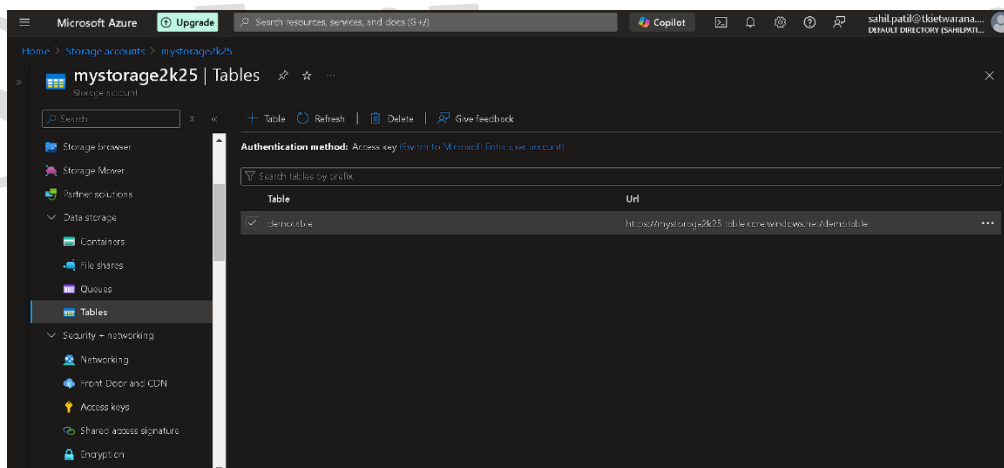 Microsoft Azure
Upgrade
Search resources, services, and docs (G+/)
Copilot
sahil.patil@tkietwarana....
DEFAULT DIRECTORY (SAHILPATI...
Home > Storage accounts > mystorage2k25
mystorage2k25 | Tables
Storage account
Search
+ Table
Refresh
Delete
Give feedback
Storage browser
Authentication method: Access key (Switch to Microsoft Entra user account)
Storage Mover
Search tables by prefix
Partner solutions
Table
Url
Data storage
demotable
https://mystorage2k25.table.core.windows.net/demotable
Containers
File shares
Queues
Tables
Security + networking
Networking
Front Door and CDN
Access keys
Shared access signature
Encryption